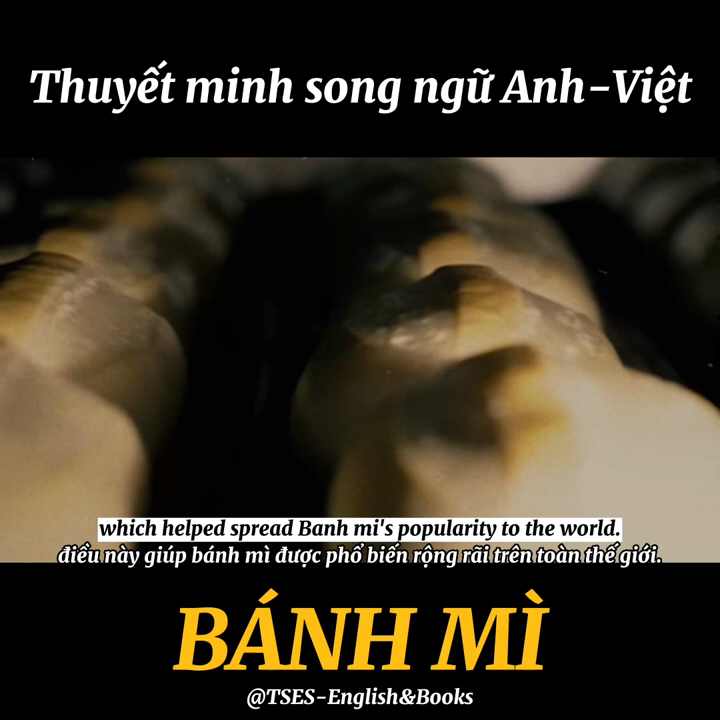 Thuyết minh song ngữ Anh-Việt
which helped spread Banh mi's popularity to the world.
điều này giúp bánh mì được phổ biến rộng rãi trên toàn thế giới.
BÁNH MÌ
@TSES-English&Books